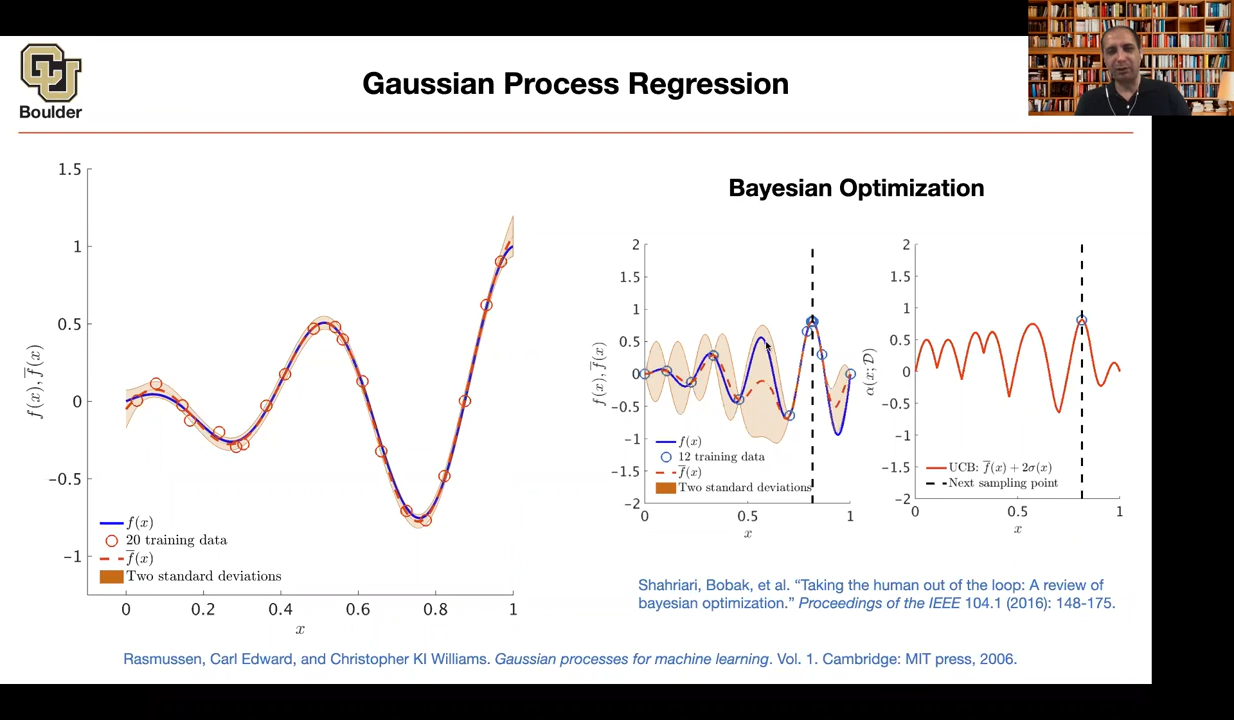 CU
Boulder
Gaussian Process Regression
1.5
1
0.5
0
−0.5
−1
0
0.2
0.4
0.6
0.8
1
x
f(x), f̅(x)
f(x)
20 training data
f̅(x)
Two standard deviations
Bayesian Optimization
2
1.5
1
0.5
0
−0.5
−1
−1.5
−2
0
0.5
1
x
f(x), f̅(x)
f(x)
12 training data
f̅(x)
Two standard deviations
2
1.5
1
0.5
0
−0.5
−1
−1.5
−2
0
0.5
1
x
α(x; D)
UCB: f̅(x) + 2σ(x)
Next sampling point
Shahriari, Bobak, et al. “Taking the human out of the loop: A review of
bayesian optimization.” Proceedings of the IEEE 104.1 (2016): 148-175.
Rasmussen, Carl Edward, and Christopher KI Williams. Gaussian processes for machine learning. Vol. 1. Cambridge: MIT press, 2006.